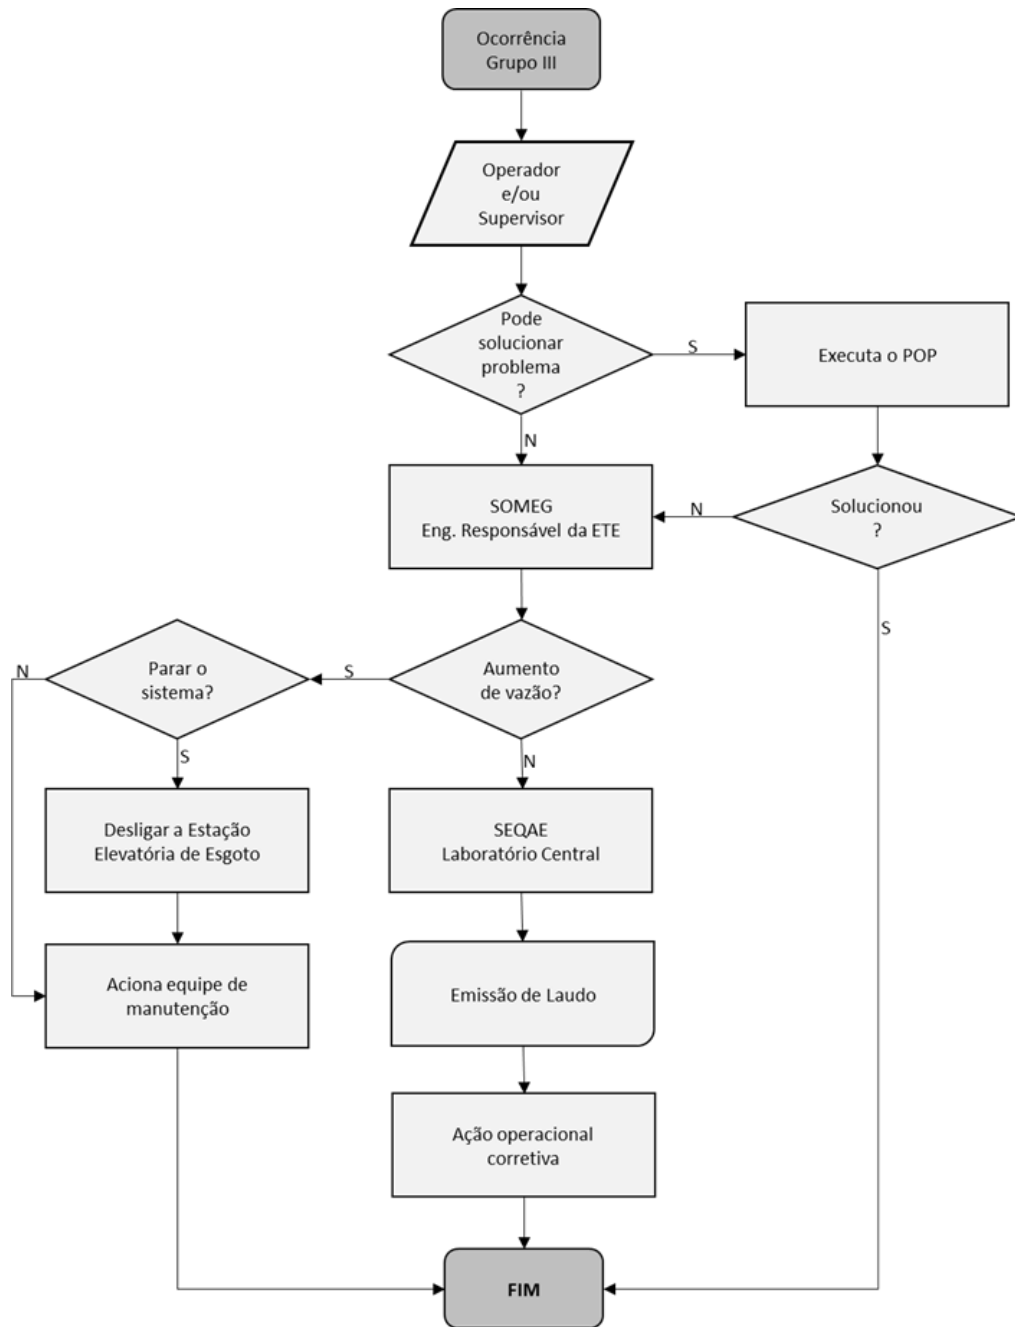 Ocorrência
Grupo III
Operador
e/ou
Supervisor
Pode
solucionar
problema
?
S
Executa o POP
N
SOMEG
Eng. Responsável da ETE
N
Solucionou
?
S
N
Parar o
sistema?
S
Aumento
de vazão?
S
N
Desligar a Estação
Elevatória de Esgoto
SEQAE
Laboratório Central
Aciona equipe de
manutenção
Emissão de Laudo
Ação operacional
corretiva
FIM